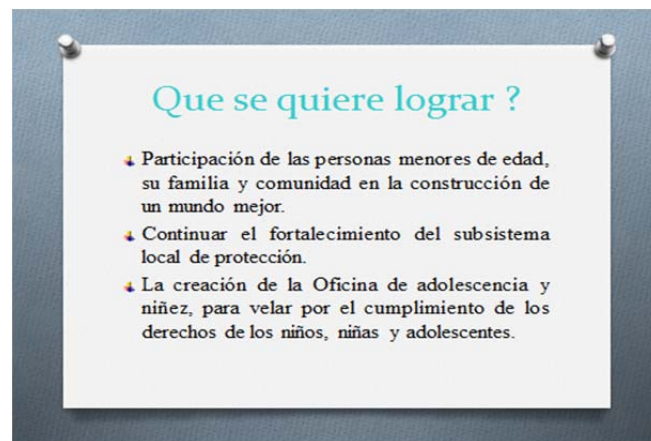 Que se quiere lograr ?
Participación de las personas menores de edad,
su familia y comunidad en la construcción de
un mundo mejor.
Continuar el fortalecimiento del subsistema
local de protección.
La creación de la Oficina de adolescencia y
niñez, para velar por el cumplimiento de los
derechos de los niños, niñas y adolescentes.